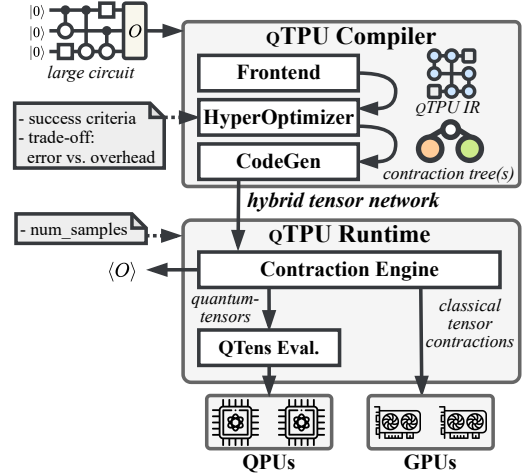 |0⟩
|0⟩
|0⟩
O
large circuit
QTPU Compiler
Frontend
HyperOptimizer
CodeGen
QTPU IR
contraction tree(s)
- success criteria
- trade-off:
error vs. overhead
hybrid tensor network
- num_samples
QTPU Runtime
⟨O⟩
Contraction Engine
quantum-
tensors
classical
tensor
contractions
QTens Eval.
QPUs
GPUs